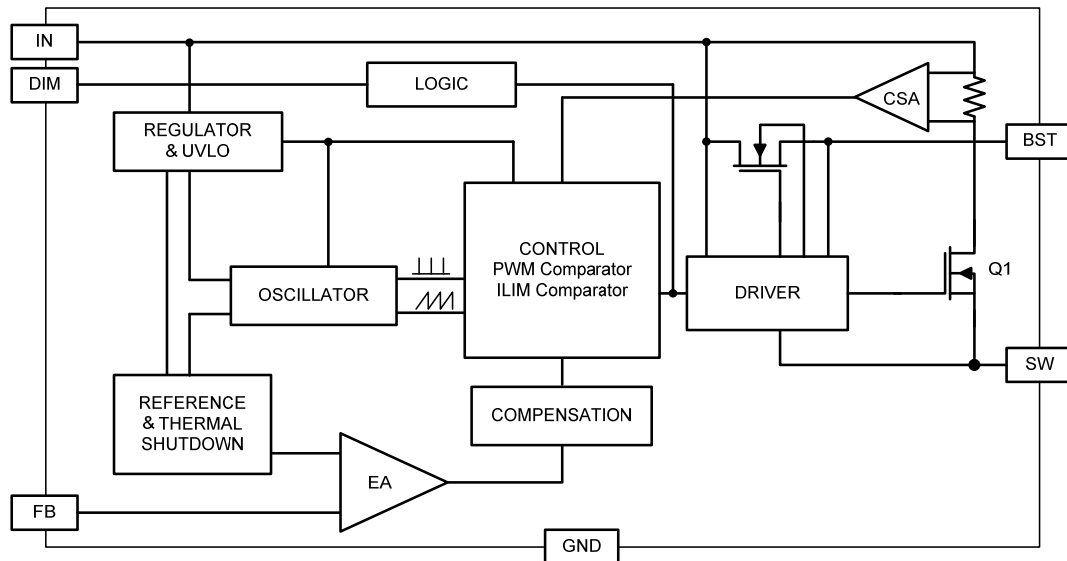 IN
DIM
LOGIC
CSA
REGULATOR
& UVLO
BST
CONTROL
PWM Comparator
ILIM Comparator
Q1
OSCILLATOR
DRIVER
SW
REFERENCE
& THERMAL
SHUTDOWN
COMPENSATION
EA
FB
GND